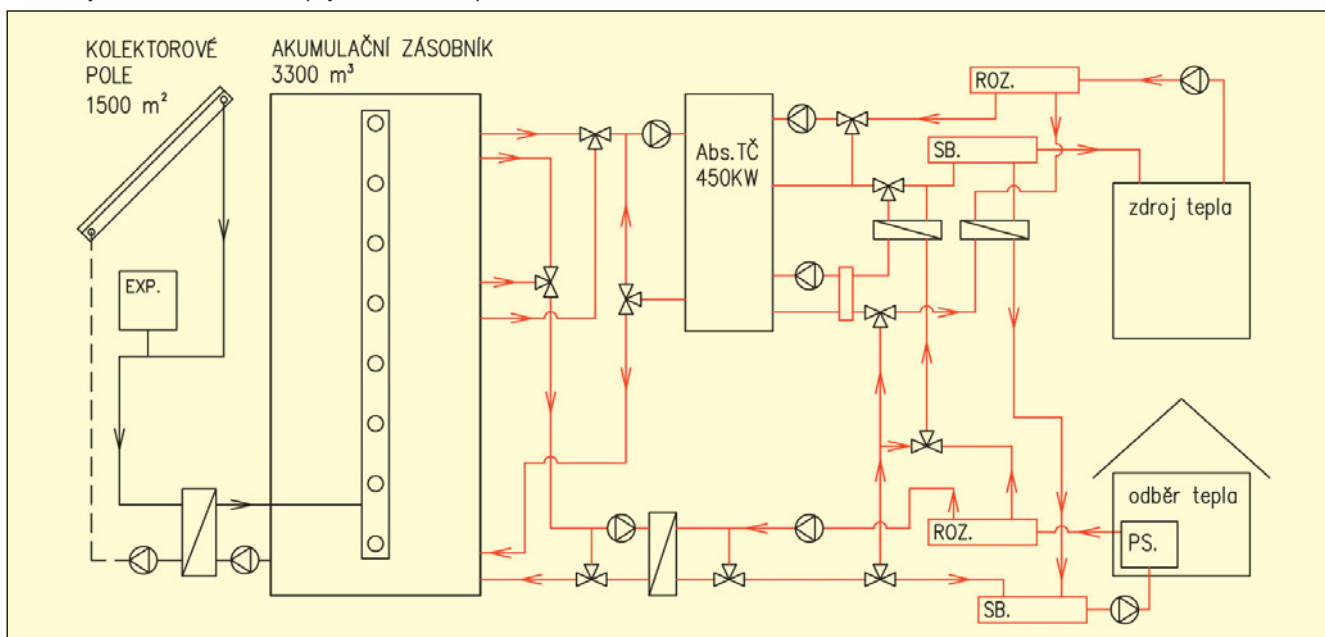 KOLEKTOROVÉ
POLE
1500 m²
AKUMULAČNÍ ZÁSOBNÍK
3300 m³
EXP.
Abs.TČ
450KW
ROZ.
SB.
zdroj tepla
odběr tepla
PS.
ROZ.
SB.